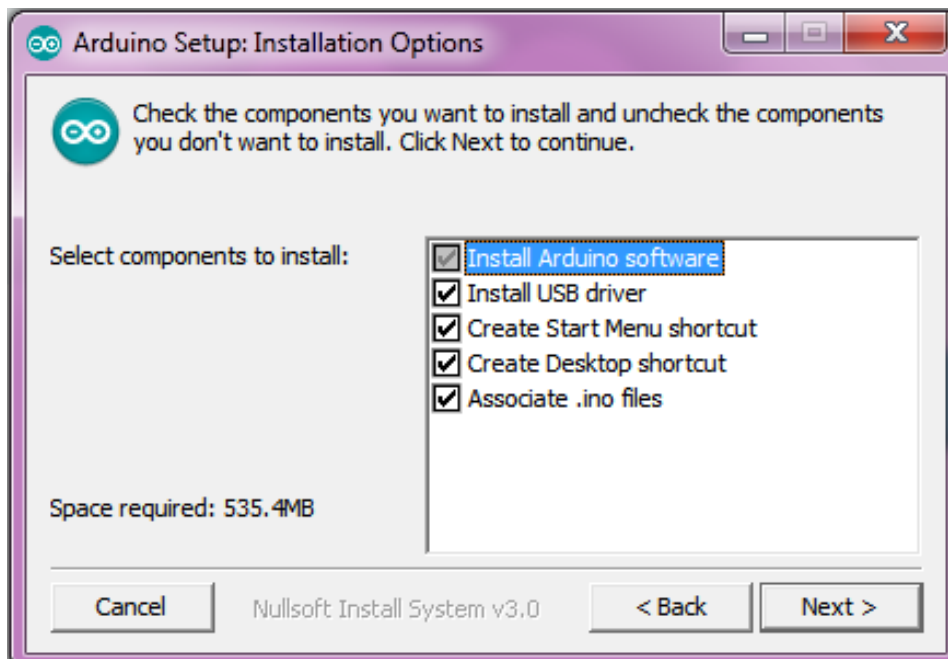 Arduino Setup: Installation Options
Check the components you want to install and uncheck the components
you don't want to install. Click Next to continue.
Select components to install:
Install Arduino software
Install USB driver
Create Start Menu shortcut
Create Desktop shortcut
Associate .ino files
Space required: 535.4MB
Cancel
Nullsoft Install System v3.0
< Back
Next >